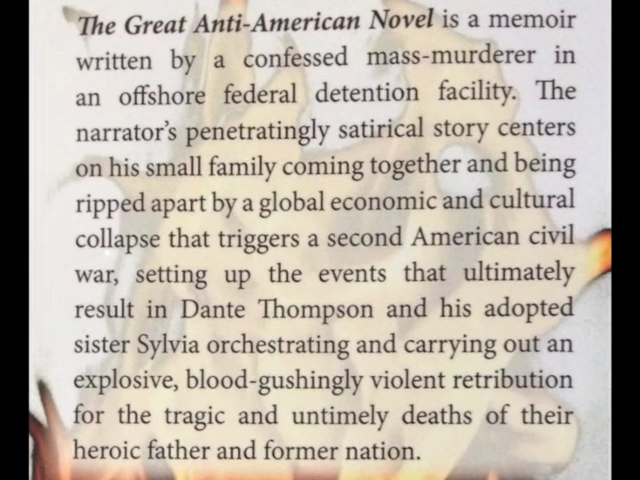 The Great Anti-American Novel is a memoir
written by a confessed mass-murderer in
an offshore federal detention facility. The
narrator's penetratingly satirical story centers
on his small family coming together and being
ripped apart by a global economic and cultural
collapse that triggers a second American civil
war, setting up the events that ultimately
result in Dante Thompson and his adopted
sister Sylvia orchestrating and carrying out an
explosive, blood-gushingly violent retribution
for the tragic and untimely deaths of their
heroic father and former nation.